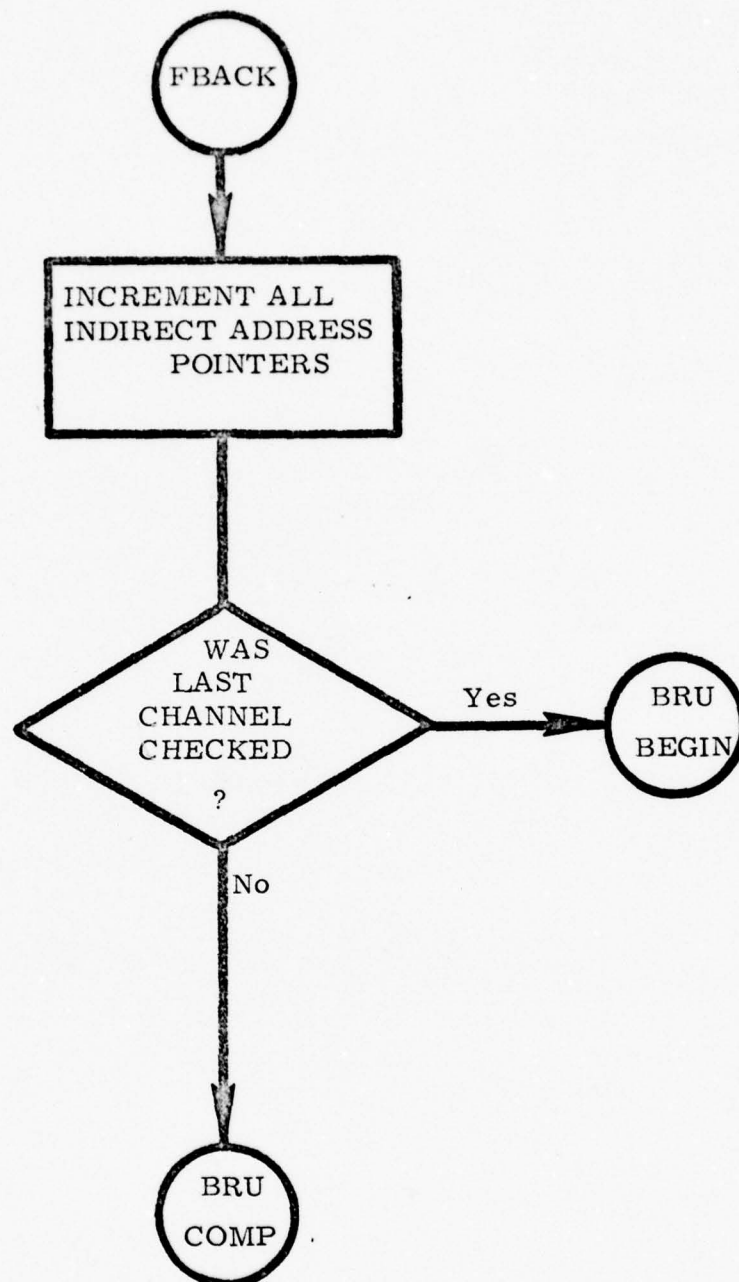 FBACK
INCREMENT ALL
INDIRECT ADDRESS
POINTERS
WAS
LAST
CHANNEL
CHECKED
?
Yes
BRU
BEGIN
No
BRU
COMP